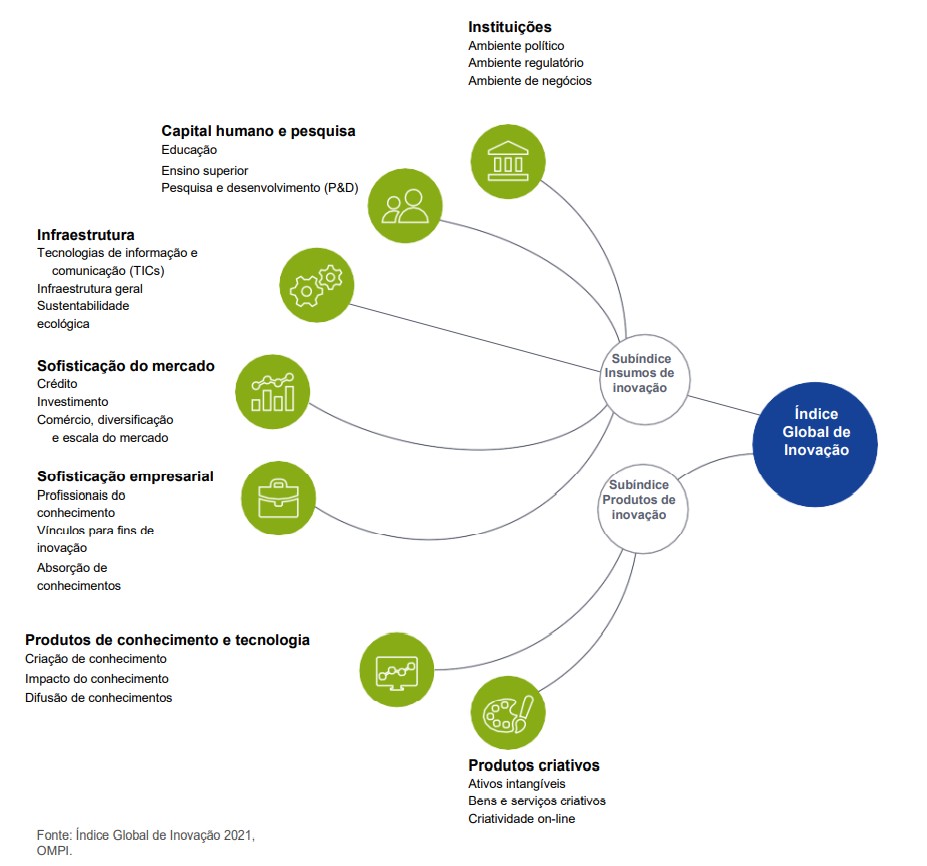 Instituições
Ambiente político
Ambiente regulatório
Ambiente de negócios
Capital humano e pesquisa
Educação
Ensino superior
Pesquisa e desenvolvimento (P&D)
Infraestrutura
Tecnologias de informação e
comunicação (TICs)
Infraestrutura geral
Sustentabilidade
ecológica
Sofisticação do mercado
Crédito
Investimento
Comércio, diversificação
e escala do mercado
Sofisticação empresarial
Profissionais do
conhecimento
Vínculos para fins de
inovação
Absorção de
conhecimentos
Produtos de conhecimento e tecnologia
Criação de conhecimento
Impacto do conhecimento
Difusão de conhecimentos
Produtos criativos
Ativos intangíveis
Bens e serviços criativos
Criatividade on-line
Subíndice
Insumos de
inovação
Subíndice
Produtos de
inovação
Índice
Global de
Inovação
Fonte: Índice Global de Inovação 2021,
OMPI.